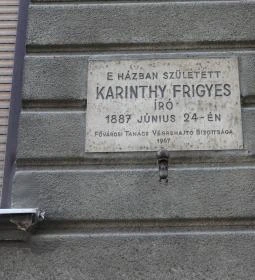 E HÁZBAN SZÜLETETT
KARINTHY FRIGYES
ÍRÓ
1887 JÚNIUS 24-ÉN
FŐVÁROSI TANÁCS VÉGREHAJTÓ BIZOTTSÁGA
1967